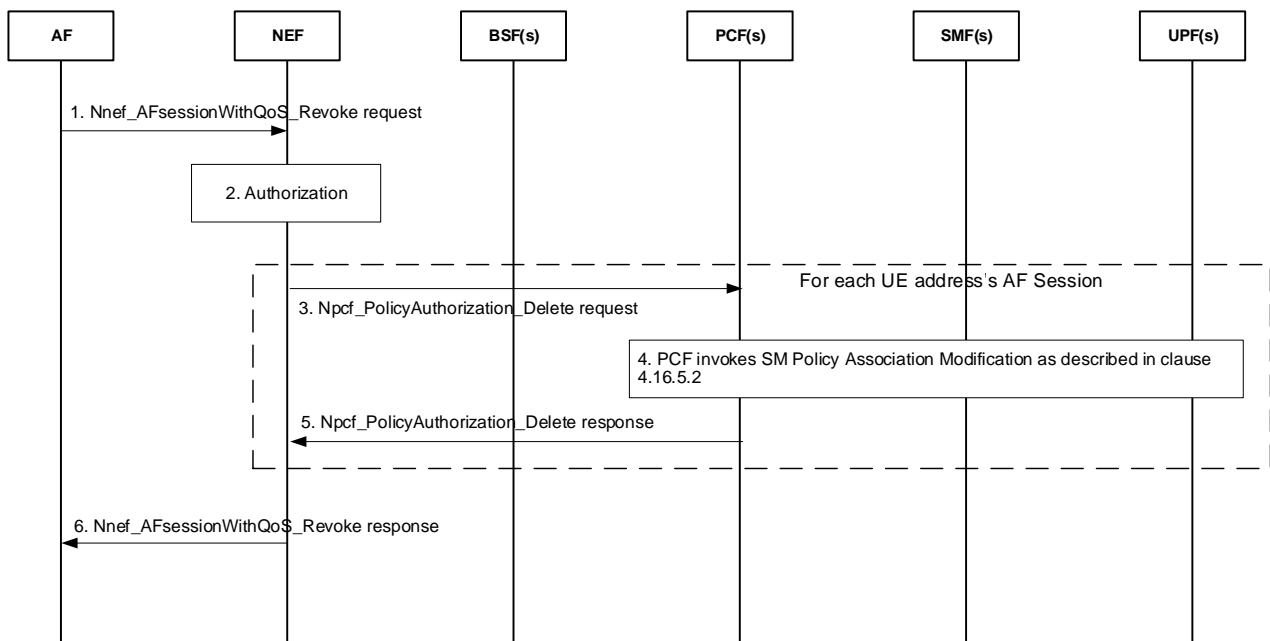 AF
NEF
BSF(s)
PCF(s)
SMF(s)
UPF(s)
1. Nnef_AFsessionWithQoS_Revoke request
2. Authorization
For each UE address's AF Session
3. Npcf_PolicyAuthorization_Delete request
4. PCF invokes SM Policy Association Modification as described in clause
4.16.5.2
5. Npcf_PolicyAuthorization_Delete response
6. Nnef_AFsessionWithQoS_Revoke response